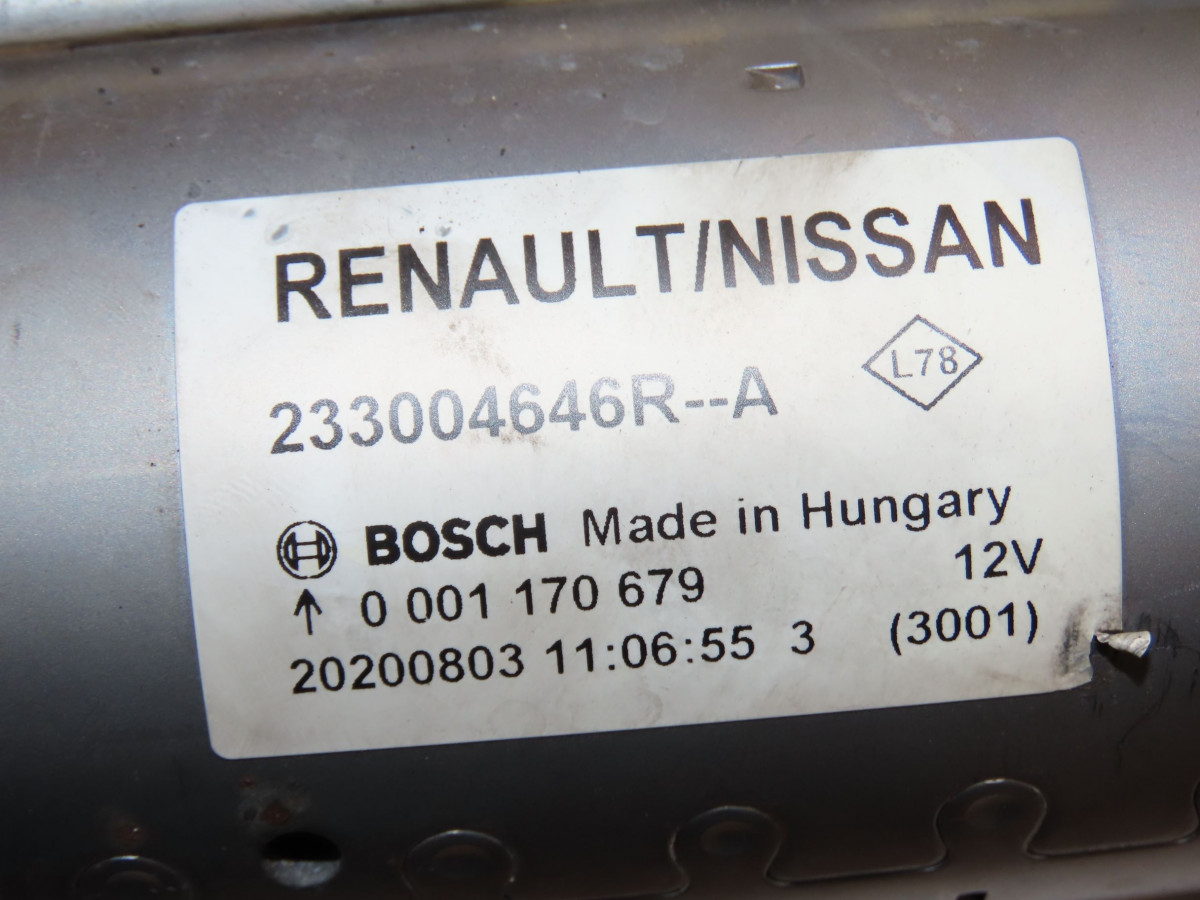 RENAULT/NISSAN
233004646R--A
L78
BOSCH Made in Hungary
↑ 0 001 170 679 12V
20200803 11:06:55 3 (3001)